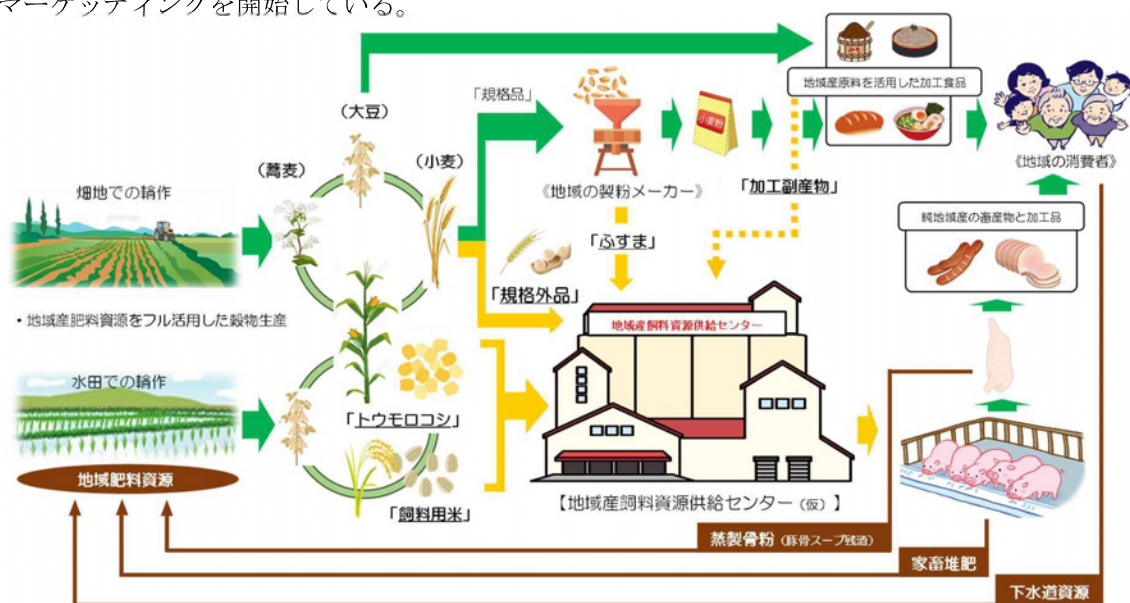 マーケッティングを開始している。
(大豆)
「規格品」
地域産原料を活用した加工食品
(蕎麦)
(小麦)
小麦粉
《地域の消費者》
畑地での輪作
《地域の製粉メーカー》
「加工副産物」
純地域産の畜産物と加工品
「ふすま」
「規格外品」
・地域産肥料資源をフル活用した穀物生産
地域産飼料資源供給センター
水田での輪作
「トウモロコシ」
地域肥料資源
「飼料用米」
【地域産飼料資源供給センター(仮)】
蒸製骨粉(豚骨スープ残渣)
家畜堆肥
下水道資源